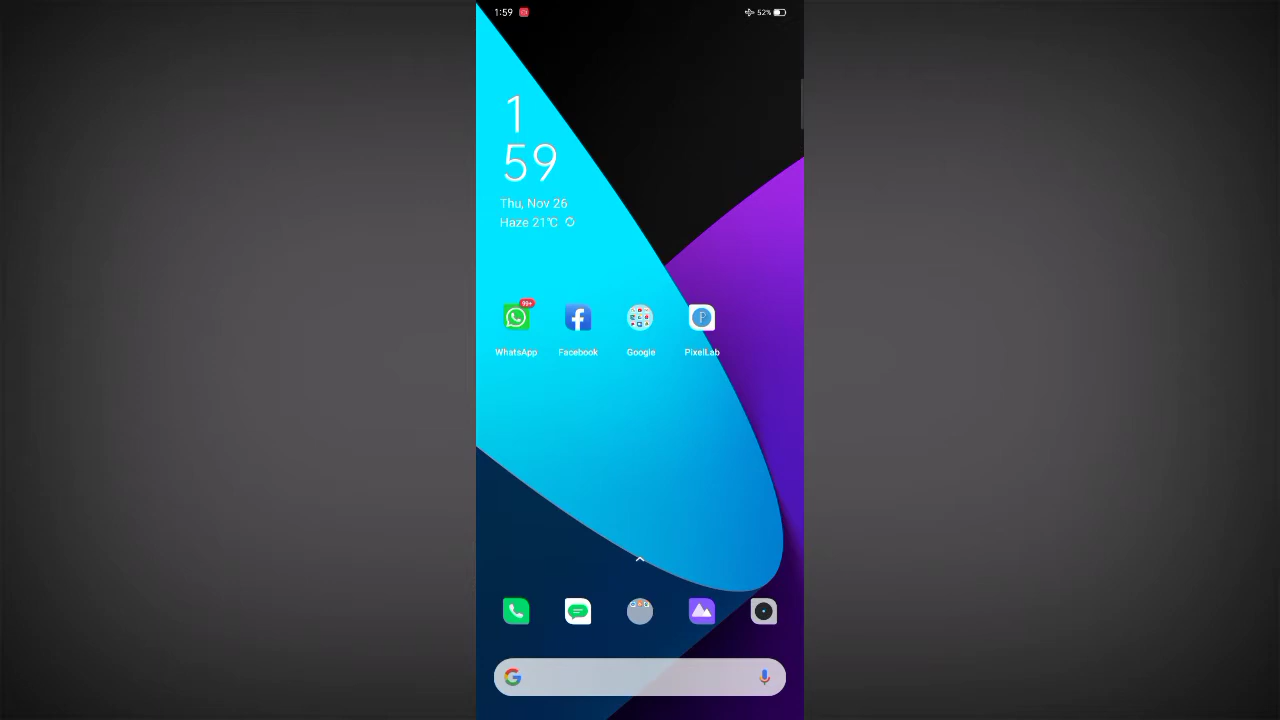 1:59
52%
1
59
Thu, Nov 26
Haze 21°C
99+
WhatsApp
Facebook
Google
PixelLab